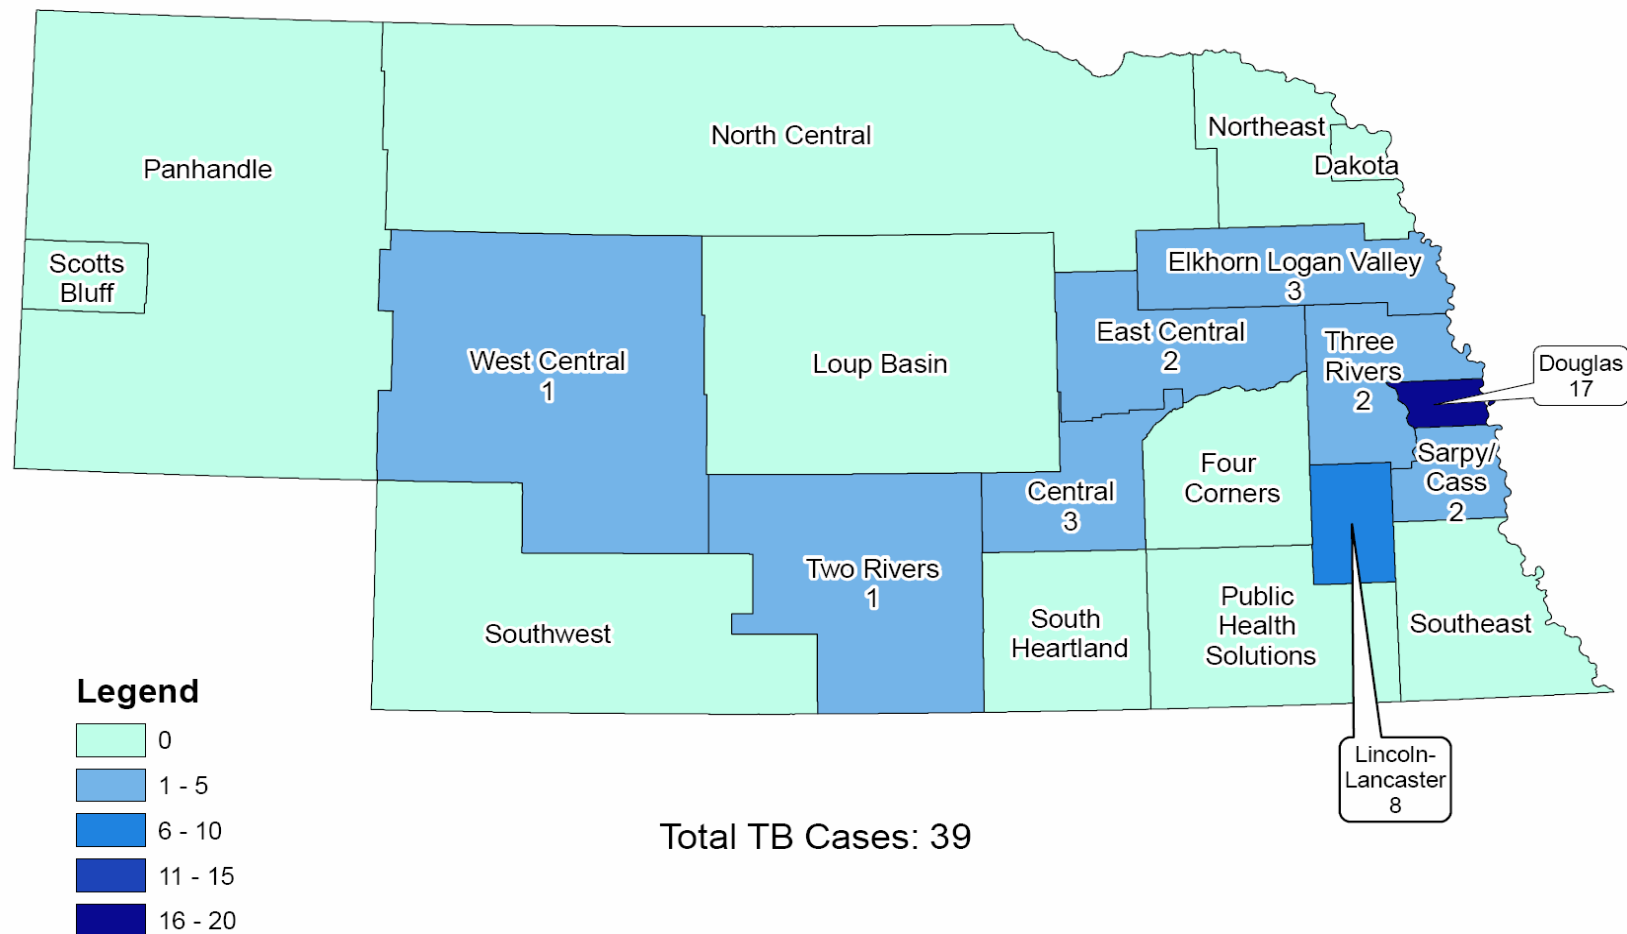 North Central
Northeast
Dakota
Panhandle
Scotts
Bluff
Elkhorn Logan Valley
3
East Central
2
Three
Rivers
2
Douglas
17
West Central
1
Loup Basin
Sarpy/
Cass
2
Four
Corners
Central
3
Two Rivers
1
Southwest
South
Heartland
Public
Health
Solutions
Southeast
Lincoln-
Lancaster
8
Legend
0
1 - 5
6 - 10
11 - 15
16 - 20
Total TB Cases: 39